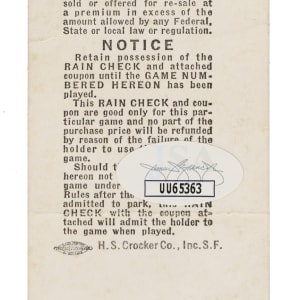 sold or offered for re-sale at
a premium in excess of the
amount allowed by any Federal,
State or local law or regulation.
NOTICE
Retain possession of the
RAIN CHECK and attached
coupon until the GAME NUM-
BERED HEREON has been
played.
This RAIN CHECK and cou-
pon are good only for this par-
ticular game and no part of the
purchase price will be refunded
by reason of the failure of the
holder to use
game.
Should
hereon not
game under
Rules after the
admitted to park, this RAIN
CHECK with the coupon at-
tached will admit the holder to
the game when played.
UU65363
H. S. Crocker Co., Inc. S.F.